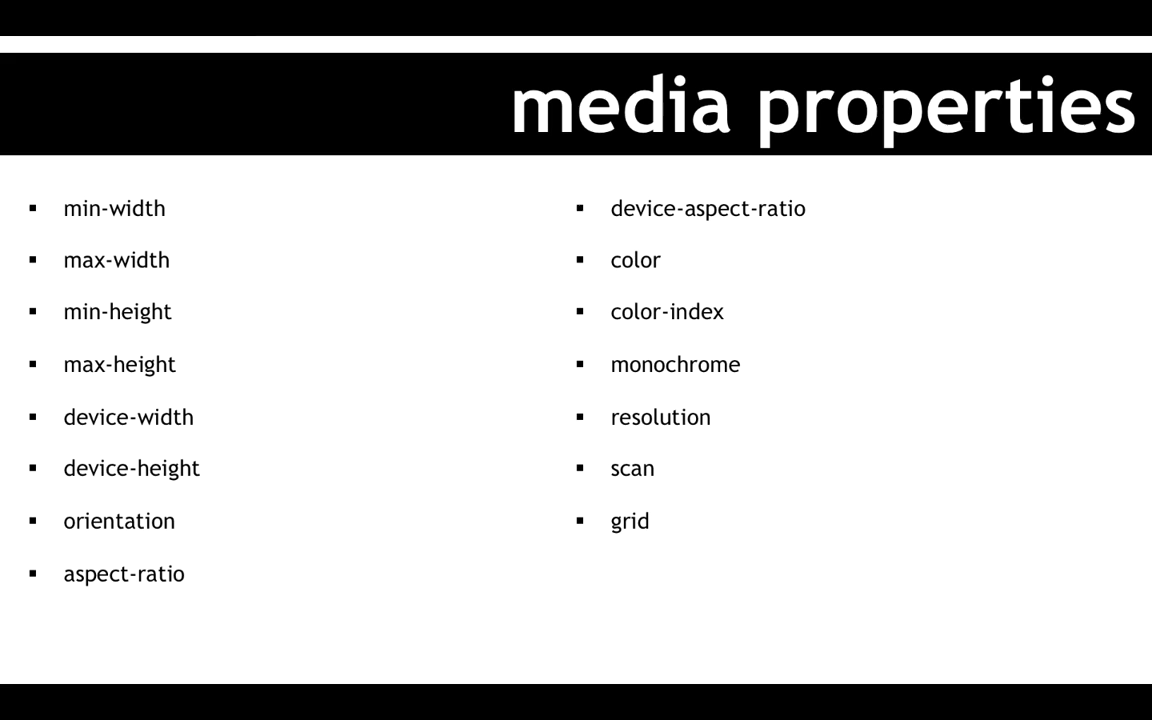 media properties
▪ min-width
▪ max-width
▪ min-height
▪ max-height
▪ device-width
▪ device-height
▪ orientation
▪ aspect-ratio
▪ device-aspect-ratio
▪ color
▪ color-index
▪ monochrome
▪ resolution
▪ scan
▪ grid